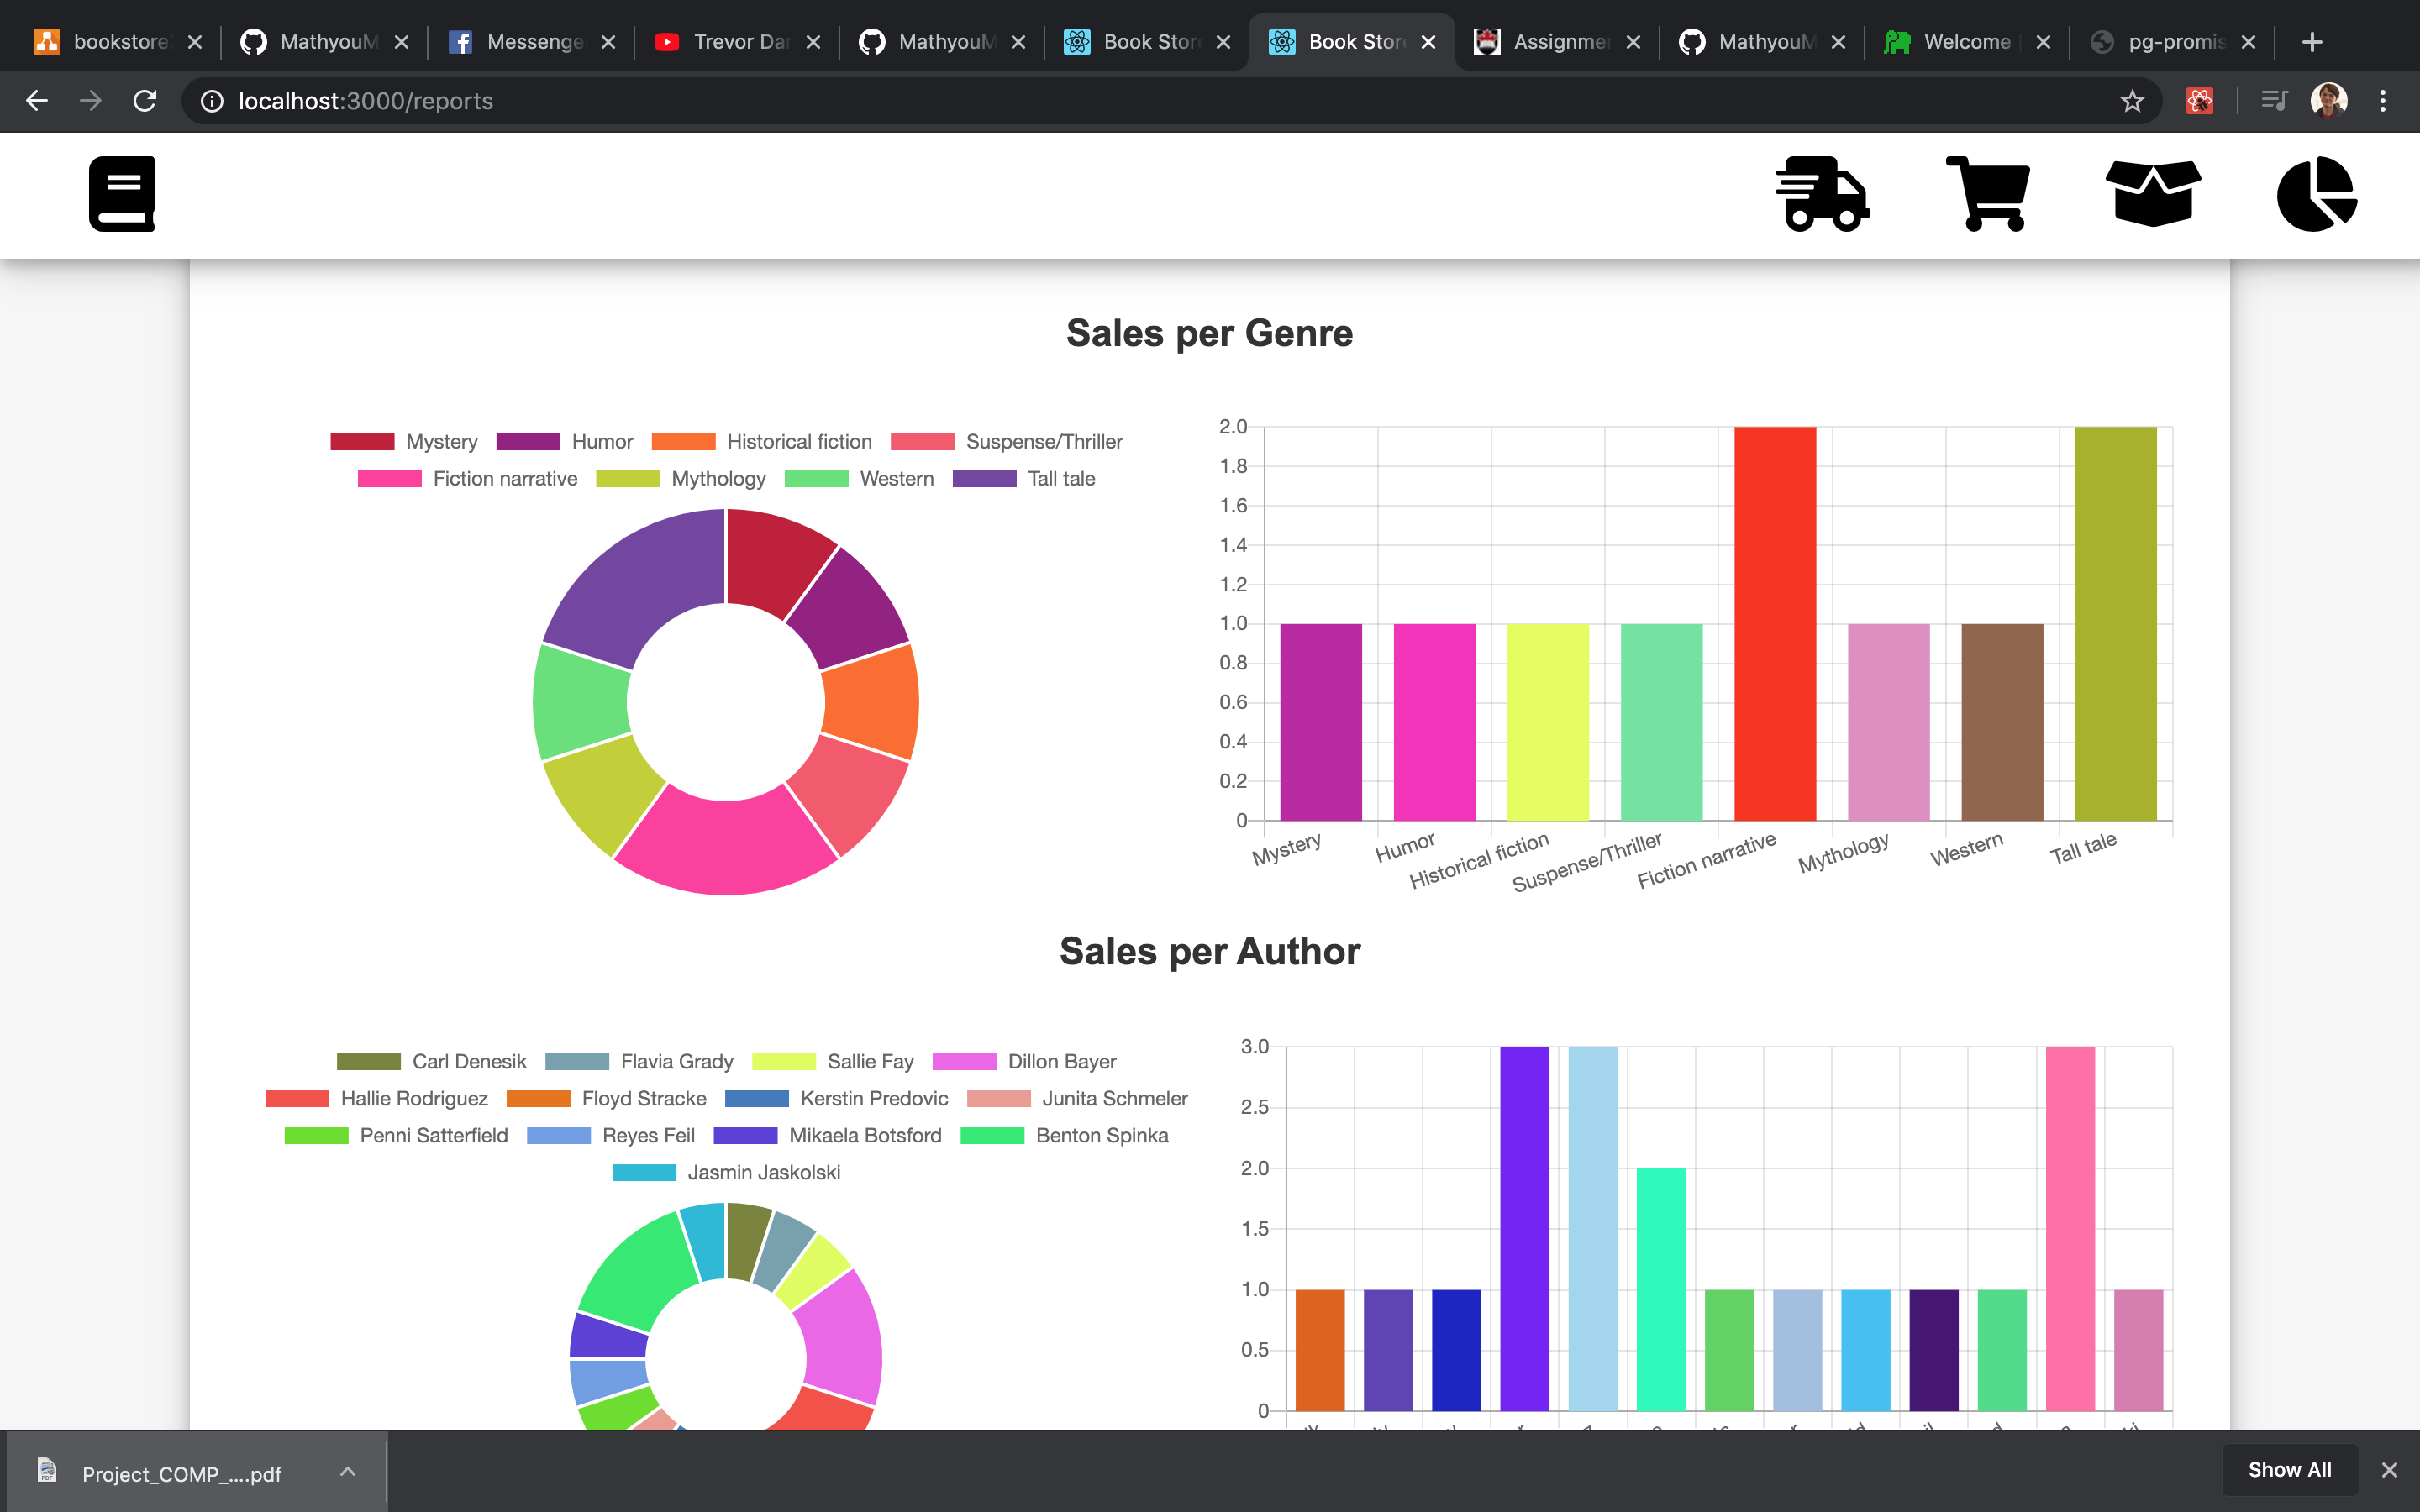 bookstore
MathyouM
Messenge
Trevor Dar
MathyouM
Book Stor
Book Store
Assignmer
MathyouM
Welcome
pg-promis
localhost:3000/reports
Sales per Genre
Mystery Humor Historical fiction Suspense/Thriller
Fiction narrative Mythology Western Tall tale
2.0
1.8
1.6
1.4
1.2
1.0
0.8
0.6
0.4
0.2
0
Mystery Humor Historical fiction Suspense/Thriller Fiction narrative Mythology Western Tall tale
Sales per Author
Carl Denesik Flavia Grady Sallie Fay Dillon Bayer
Hallie Rodriguez Floyd Stracke Kerstin Predovic Junita Schmeler
Penni Satterfield Reyes Feil Mikaela Botsford Benton Spinka
Jasmin Jaskolski
3.0
2.5
2.0
1.5
1.0
0.5
0
Project_COMP_....pdf
Show All